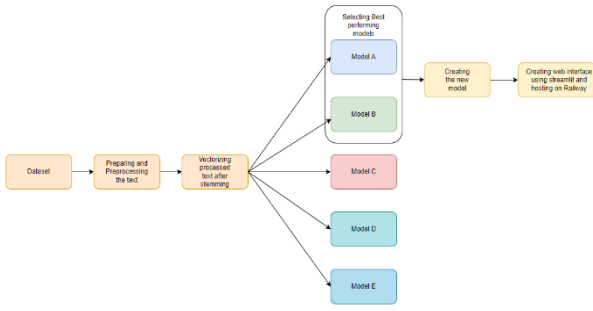 Selecting Best
performing
models
Model A
Model B
Creating
the new
model
Creating web interface
using streamlit and
hosting on Railway
Dataset
Preparing and
Preprocessing
the text
Vectorizing
processed
text after
stemming
Model C
Model D
Model E